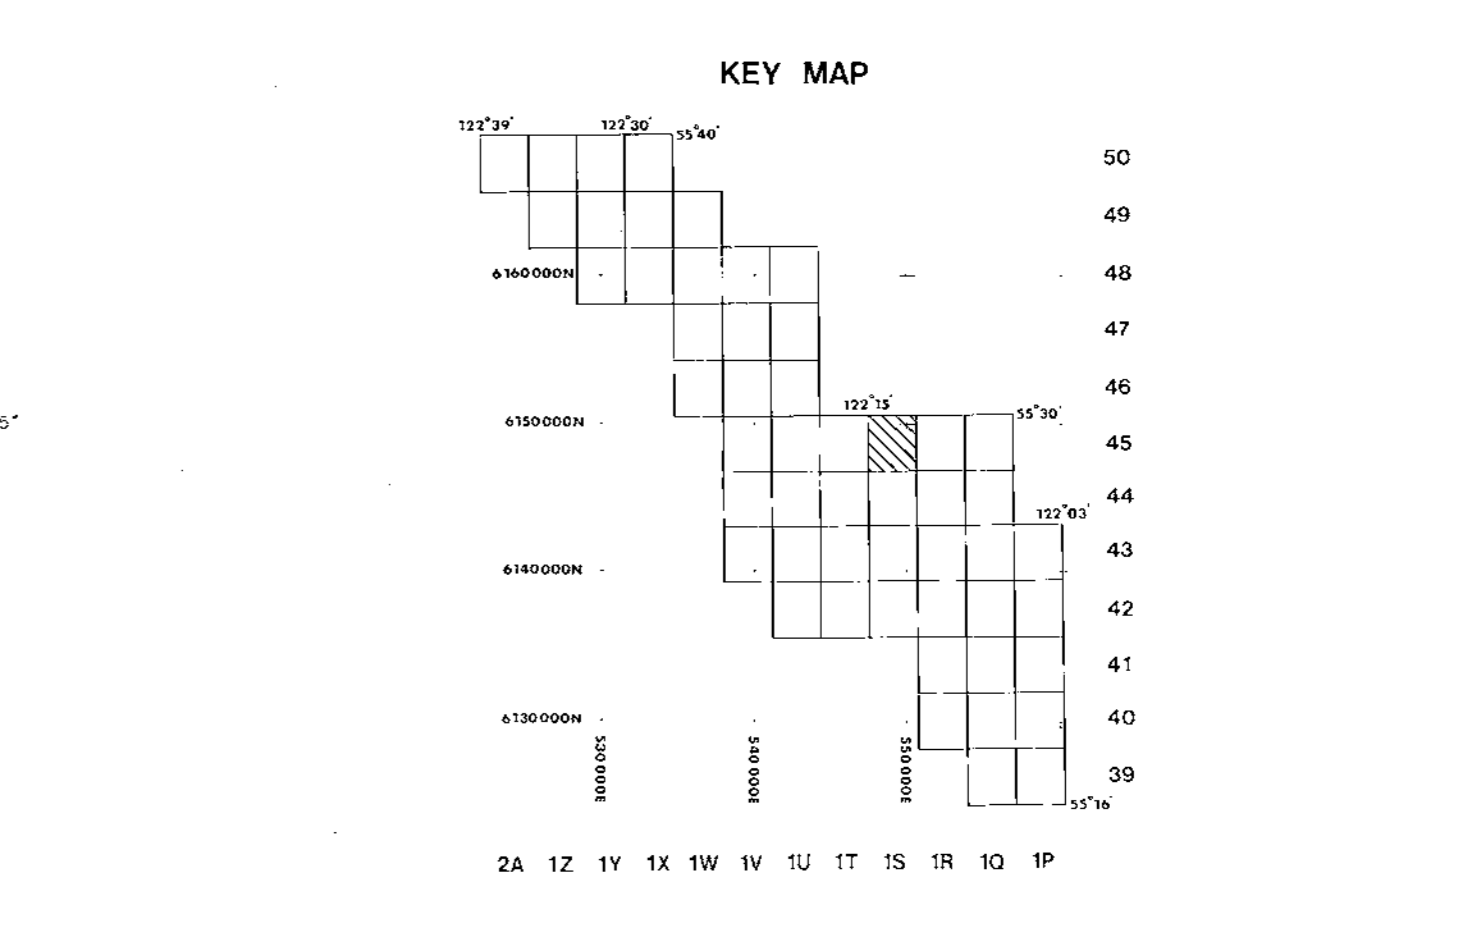 KEY MAP
122°39' 122°30' 55°40'
50
49
6160000N 48
47
46
122°15'
5'
6150000N 55°30' 45
44
122°03'
43
6140000N
42
41
6130000N 40
530000E 540000E 550000E
39
55°16'
2A 1Z 1Y 1X 1W 1V 1U 1T 1S 1R 1Q 1P